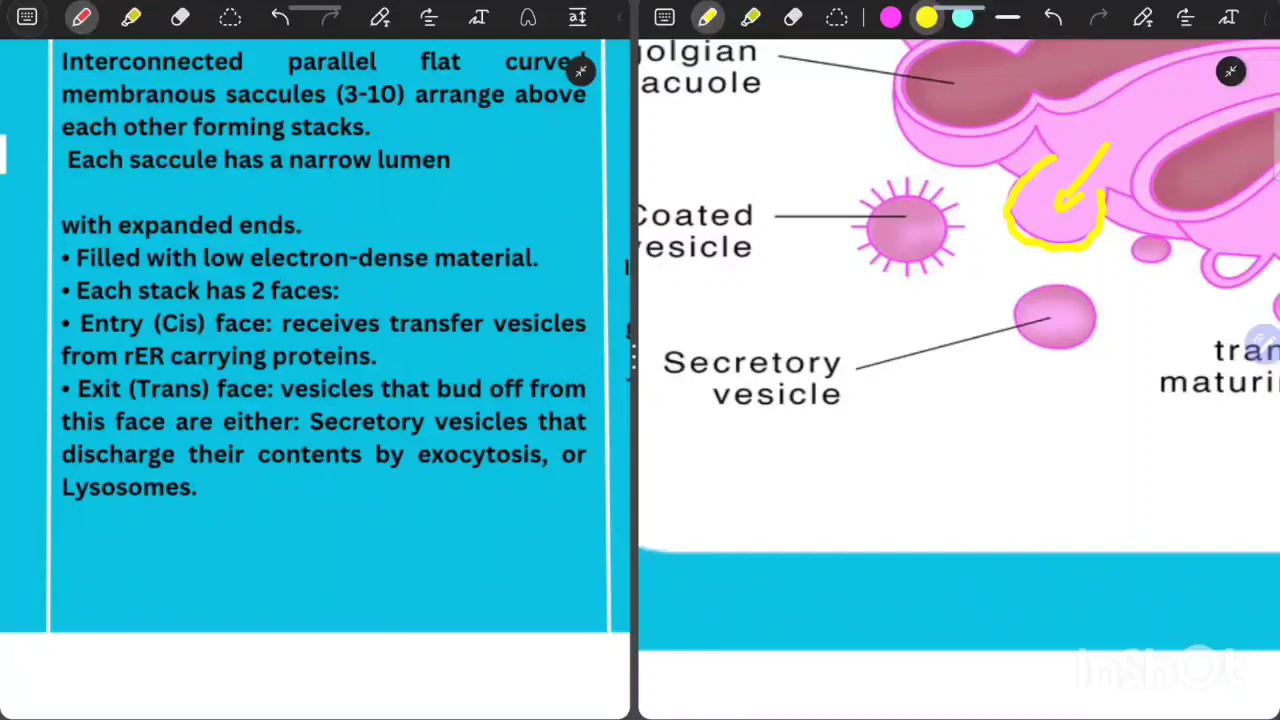 Interconnected parallel flat curved
membranous saccules (3-10) arrange above
each other forming stacks.
Each saccule has a narrow lumen
with expanded ends.
• Filled with low electron-dense material.
• Each stack has 2 faces:
• Entry (Cis) face: receives transfer vesicles
from rER carrying proteins.
• Exit (Trans) face: vesicles that bud off from
this face are either: Secretory vesicles that
discharge their contents by exocytosis, or
Lysosomes.
olgian
acuole
Coated
esicle
Secretory
vesicle
tran
maturi
InShOt